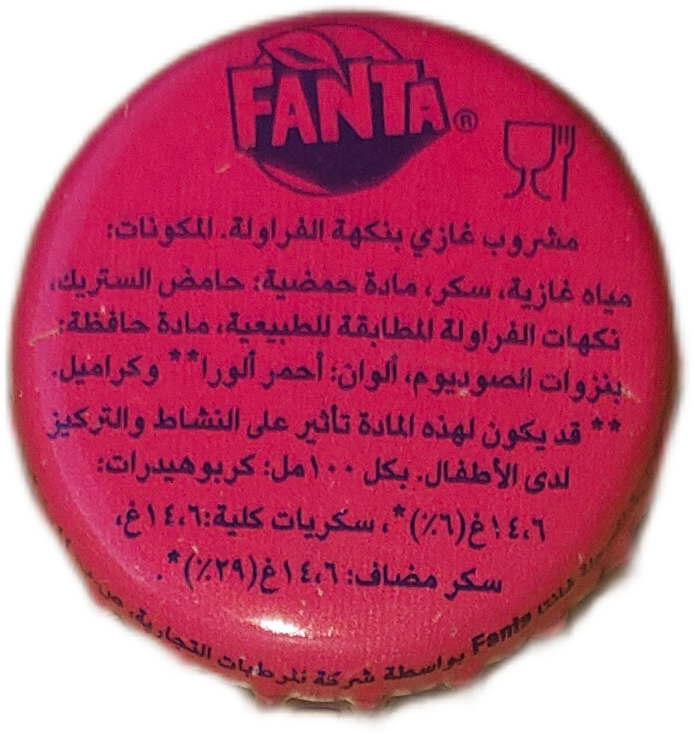 FANTA®
مشروب غازي بنكهة الفراولة. المكونات:
مياه غازية، سكر، مادة حمضية: حامض الستريك،
نكهات الفراولة المطابقة للطبيعية، مادة حافظة:
بنزوات الصوديوم، ألوان: أحمر ألورا** وكراميل.
** قد يكون لهذه المادة تأثير على النشاط والتركيز
لدى الأطفال. بكل ١٠٠مل: كربوهيدرات:
١٤،٦غ(٦٪)*، سكريات كلية:١٤،٦غ،
سكر مضاف: ١٤،٦غ(٢٩٪)*.
فانتا Fanta بواسطة شركة للمرطبات التجارية،